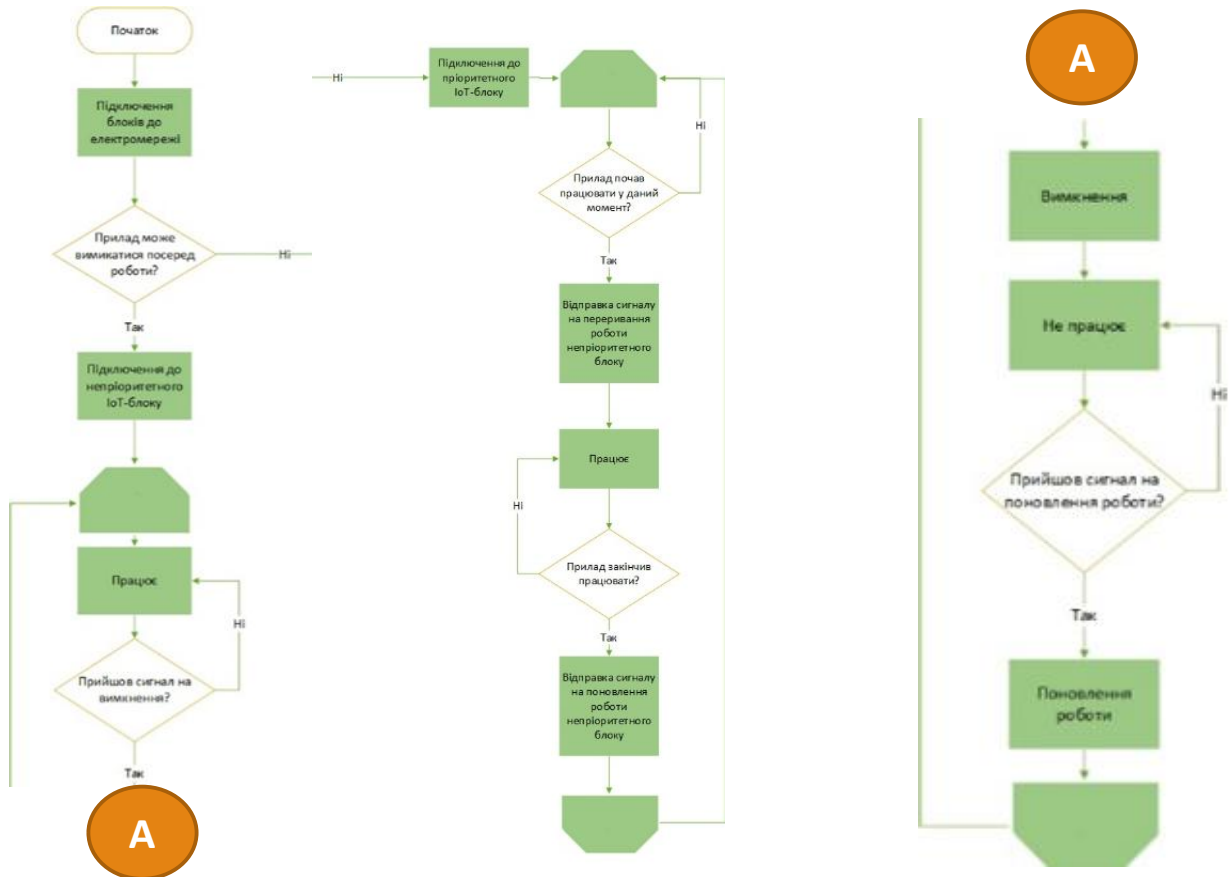 Початок
Підключення
блоків до
електромережі
Прилад може
вимикатися посеред
роботи?
Ні
Так
Підключення до
непріоритетного
IoT-блоку
Працює
Ні
Прийшов сигнал на
вимкнення?
Так
А
Ні
Підключення до
пріоритетного
IoT-блоку
Ні
Прилад почав
працювати у даний
момент?
Так
Відправка сигналу
на переривання
роботи
непріоритетного
блоку
Працює
Ні
Прилад закінчив
працювати?
Так
Відправка сигналу
на поновлення
роботи
непріоритетного
блоку
А
Вимкнення
Не працює
Ні
Прийшов сигнал на
поновлення роботи?
Так
Поновлення
роботи